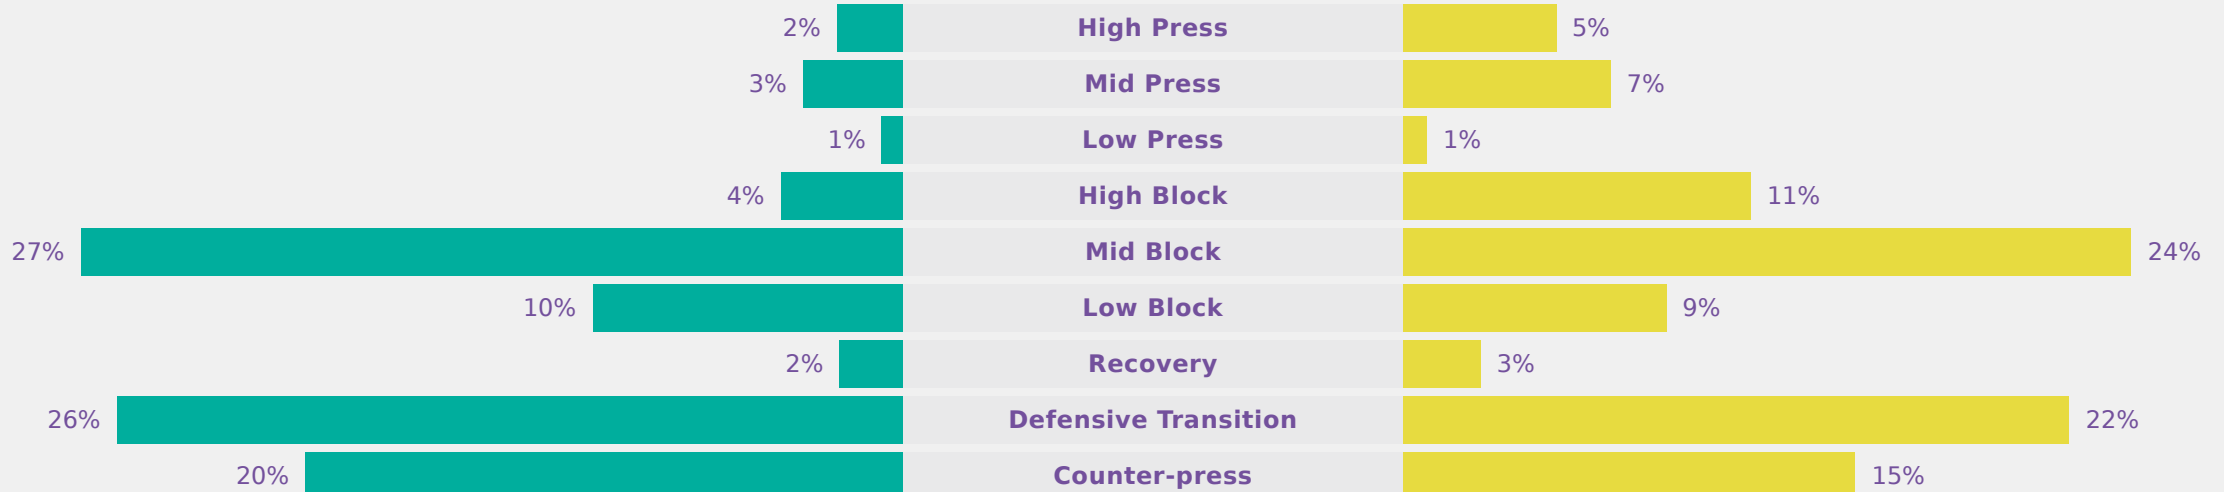 2% High Press 5%
3% Mid Press 7%
1% Low Press 1%
4% High Block 11%
27% Mid Block 24%
10% Low Block 9%
2% Recovery 3%
26% Defensive Transition 22%
20% Counter-press 15%